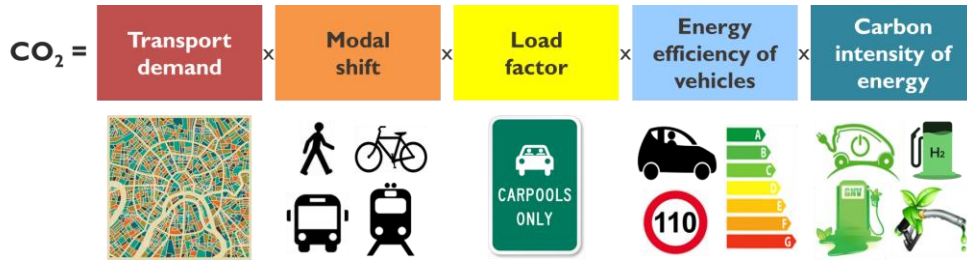 CO₂ =
Transport
demand
x
Modal
shift
x
Load
factor
x
Energy
efficiency of
vehicles
x
Carbon
intensity of
energy
CARPOOLS
ONLY
110
A
B
C
D
E
F
G
H₂
GNV